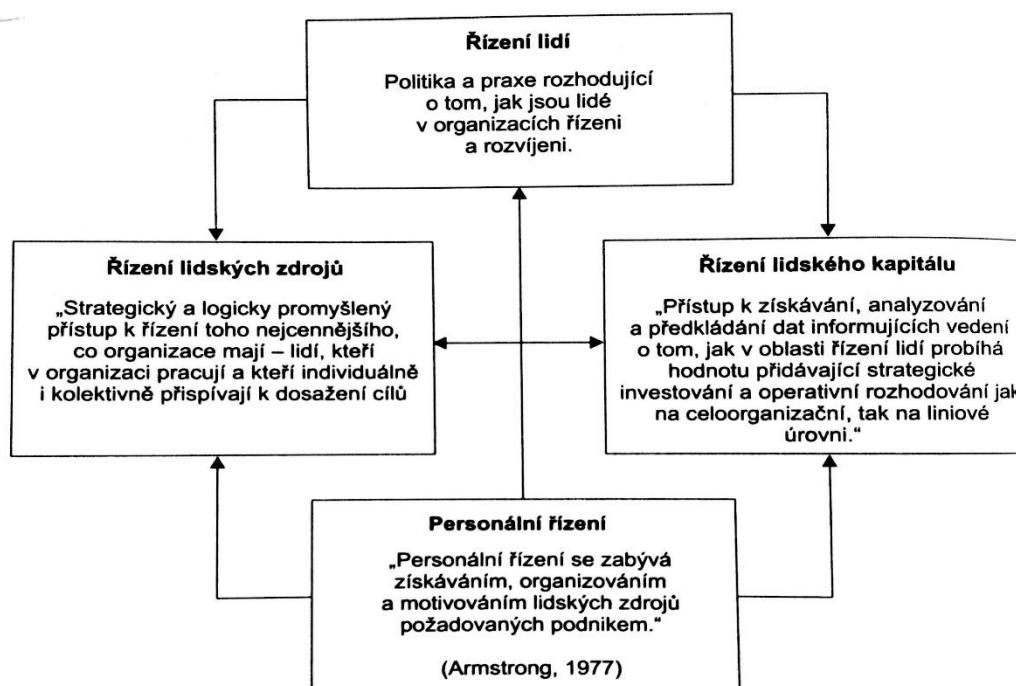 Řízení lidí
Politika a praxe rozhodující
o tom, jak jsou lidé
v organizacích řízeni
a rozvíjeni.
Řízení lidských zdrojů
„Strategický a logicky promyšlený
přístup k řízení toho nejcennějšího,
co organizace mají – lidí, kteří
v organizaci pracují a kteří individuálně
i kolektivně přispívají k dosažení cílů
Řízení lidského kapitálu
„Přístup k získávání, analyzování
a předkládání dat informujících vedení
o tom, jak v oblasti řízení lidí probíhá
hodnotu přidávající strategické
investování a operativní rozhodování jak
na celoorganizační, tak na liniové
úrovni.“
Personální řízení
„Personální řízení se zabývá
získáváním, organizováním
a motivováním lidských zdrojů
požadovaných podnikem.“
(Armstrong, 1977)